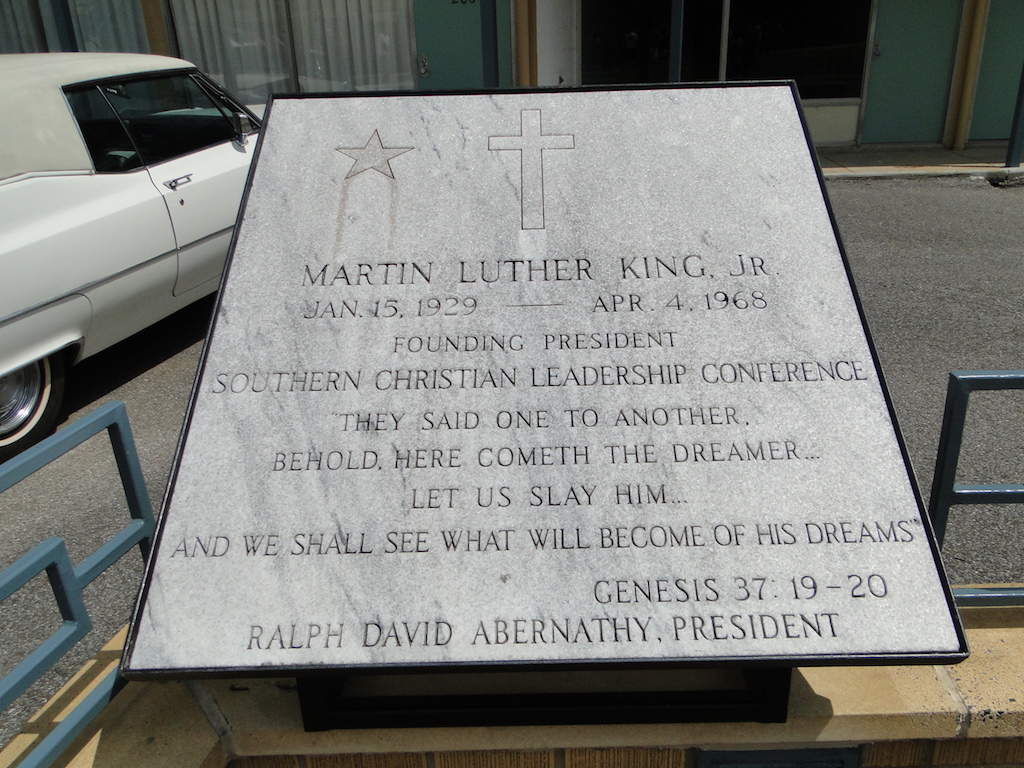 MARTIN LUTHER KING, JR.
JAN. 15, 1929 — APR. 4, 1968
FOUNDING PRESIDENT
SOUTHERN CHRISTIAN LEADERSHIP CONFERENCE
"THEY SAID ONE TO ANOTHER,
BEHOLD, HERE COMETH THE DREAMER...
LET US SLAY HIM...
AND WE SHALL SEE WHAT WILL BECOME OF HIS DREAMS"
GENESIS 37: 19-20
RALPH DAVID ABERNATHY, PRESIDENT